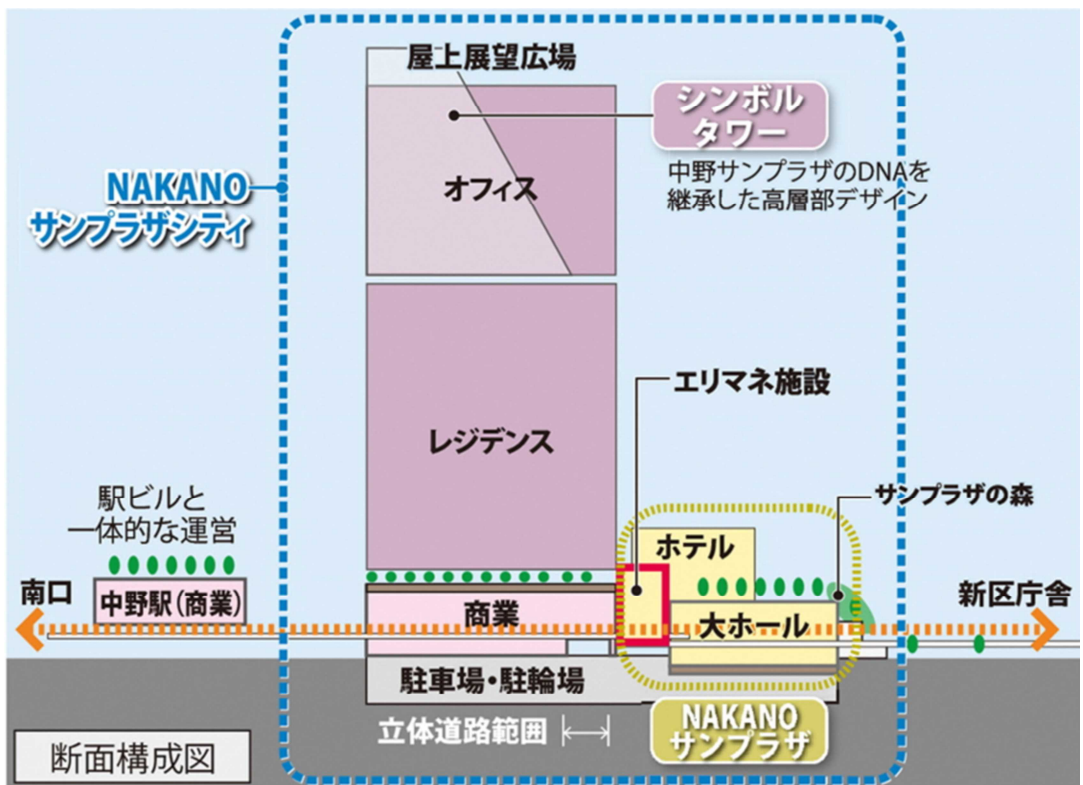 屋上展望広場
シンボル
タワー
中野サンプラザのDNAを
継承した高層部デザイン
オフィス
NAKANO
サンプラザシティ
エリマネ施設
レジデンス
サンプラザの森
駅ビルと
一体的な運営
ホテル
南口
中野駅(商業)
商業
大ホール
新区庁舎
駐車場・駐輪場
立体道路範囲
NAKANO
サンプラザ
断面構成図